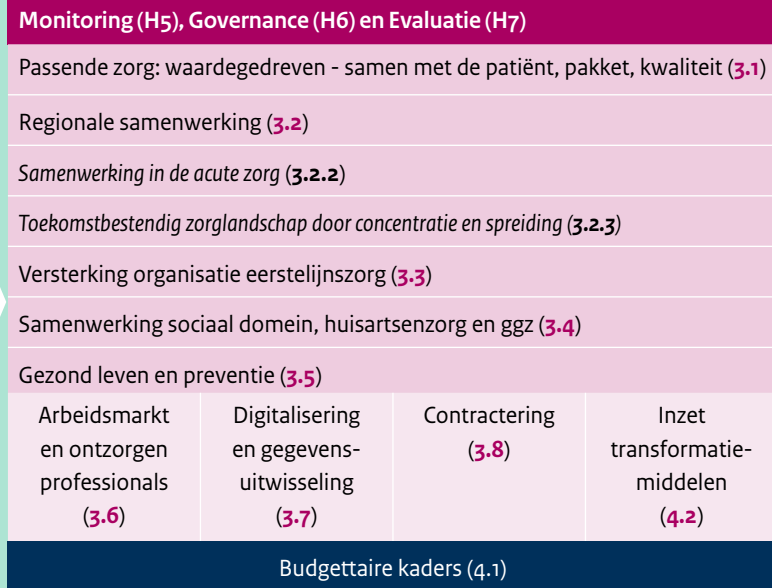 Monitoring (H5), Governance (H6) en Evaluatie (H7)
Passende zorg: waardegedreven - samen met de patiënt, pakket, kwaliteit (3.1)
Regionale samenwerking (3.2)
Samenwerking in de acute zorg (3.2.2)
Toekomstbestendig zorglandschap door concentratie en spreiding (3.2.3)
Versterking organisatie eerstelijnszorg (3.3)
Samenwerking sociaal domein, huisartsenzorg en ggz (3.4)
Gezond leven en preventie (3.5)
Arbeidsmarkt
en ontzorgen
professionals
(3.6)
Digitalisering
en gegevens-
uitwisseling
(3.7)
Contractering
(3.8)
Inzet
transformatie-
middelen
(4.2)
Budgettaire kaders (4.1)